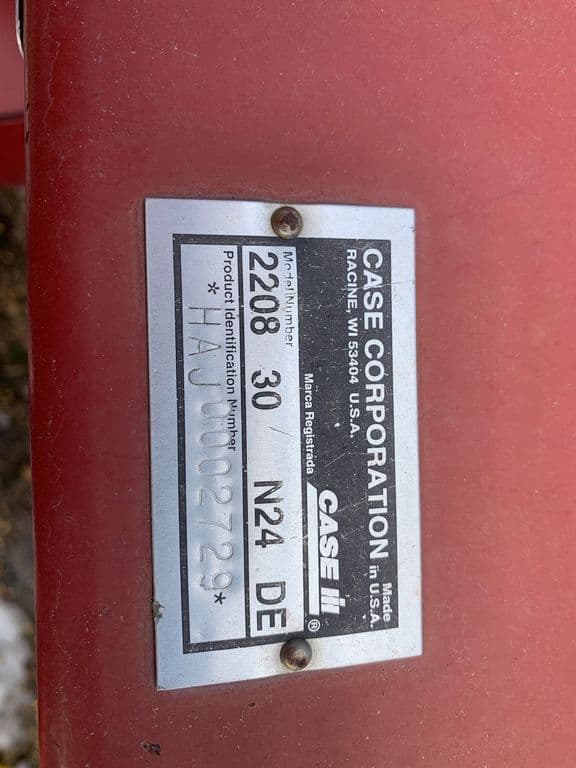 CASE CORPORATION
RACINE, WI 53404 U.S.A.
Made
in U.S.A.
Marca Registrada
CASE IH ®
Model Number
2208 30 N24 DE
Product Identification Number
*HAJ0002729*